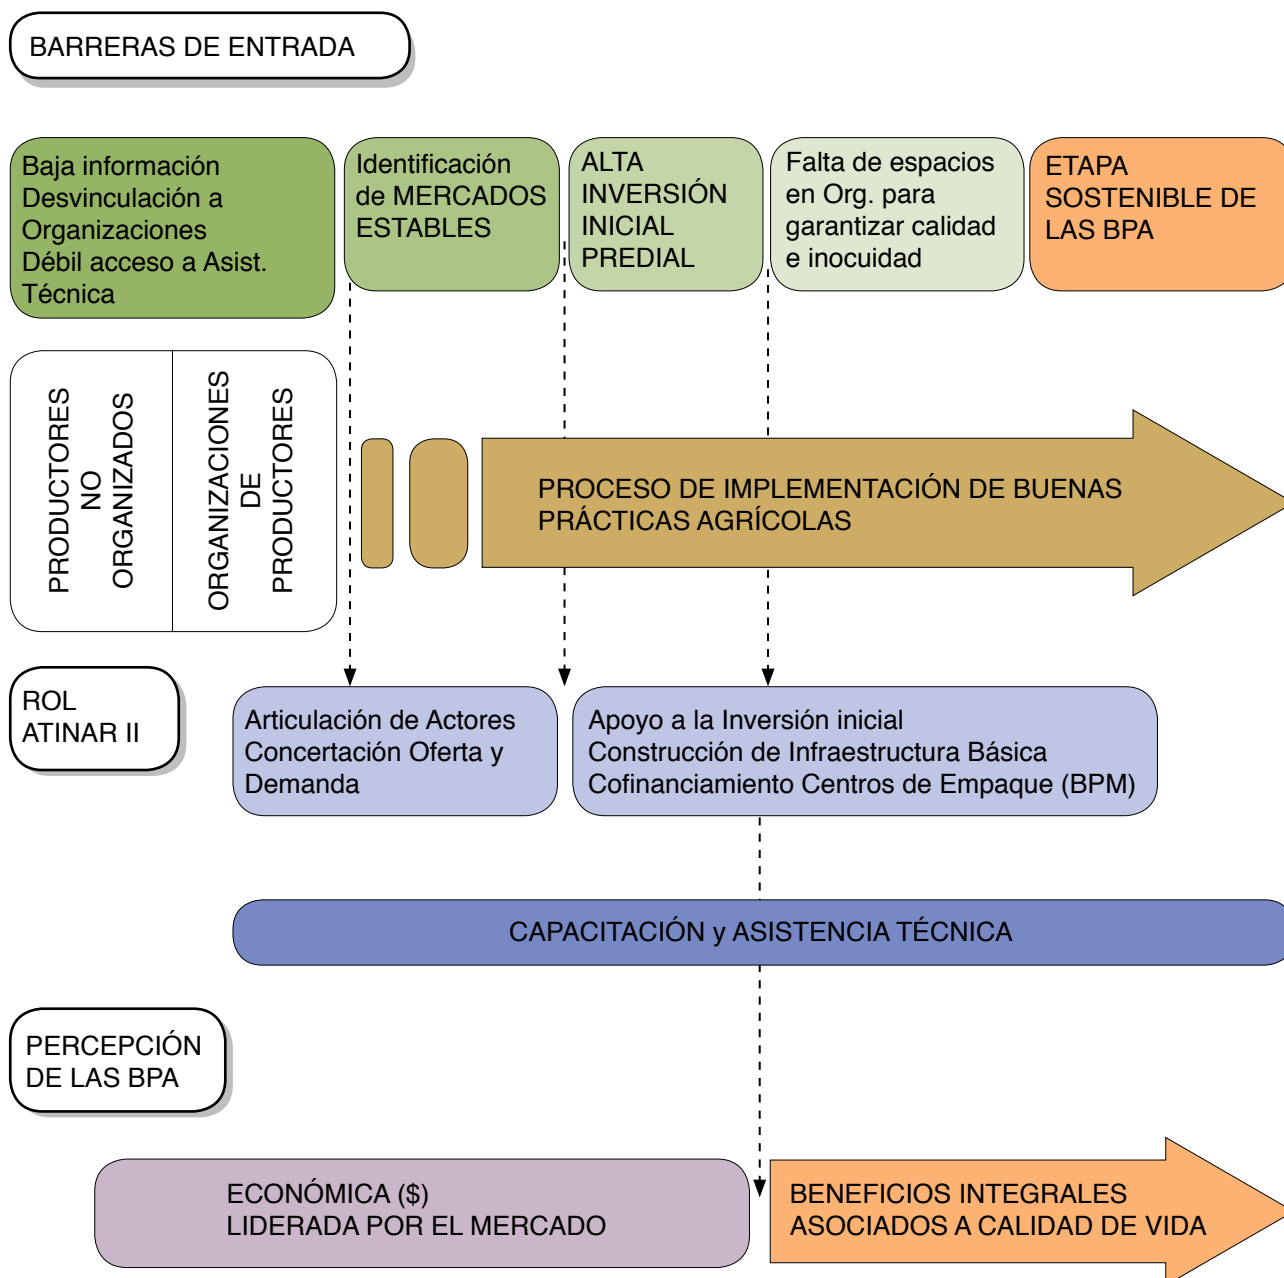 BARRERAS DE ENTRADA
Baja información
Desvinculación a
Organizaciones
Débil acceso a Asist.
Técnica
Identificación
de MERCADOS
ESTABLES
ALTA
INVERSIÓN
INICIAL
PREDIAL
Falta de espacios
en Org. para
garantizar calidad
e inocuidad
ETAPA
SOSTENIBLE DE
LAS BPA
PRODUCTORES
NO
ORGANIZADOS
ORGANIZACIONES
DE
PRODUCTORES
PROCESO DE IMPLEMENTACIÓN DE BUENAS
PRÁCTICAS AGRÍCOLAS
ROL
ATINAR II
Articulación de Actores
Concertación Oferta y
Demanda
Apoyo a la Inversión inicial
Construcción de Infraestructura Básica
Cofinanciamiento Centros de Empaque (BPM)
CAPACITACIÓN y ASISTENCIA TÉCNICA
PERCEPCIÓN
DE LAS BPA
ECONÓMICA ($)
LIDERADA POR EL MERCADO
BENEFICIOS INTEGRALES
ASOCIADOS A CALIDAD DE VIDA